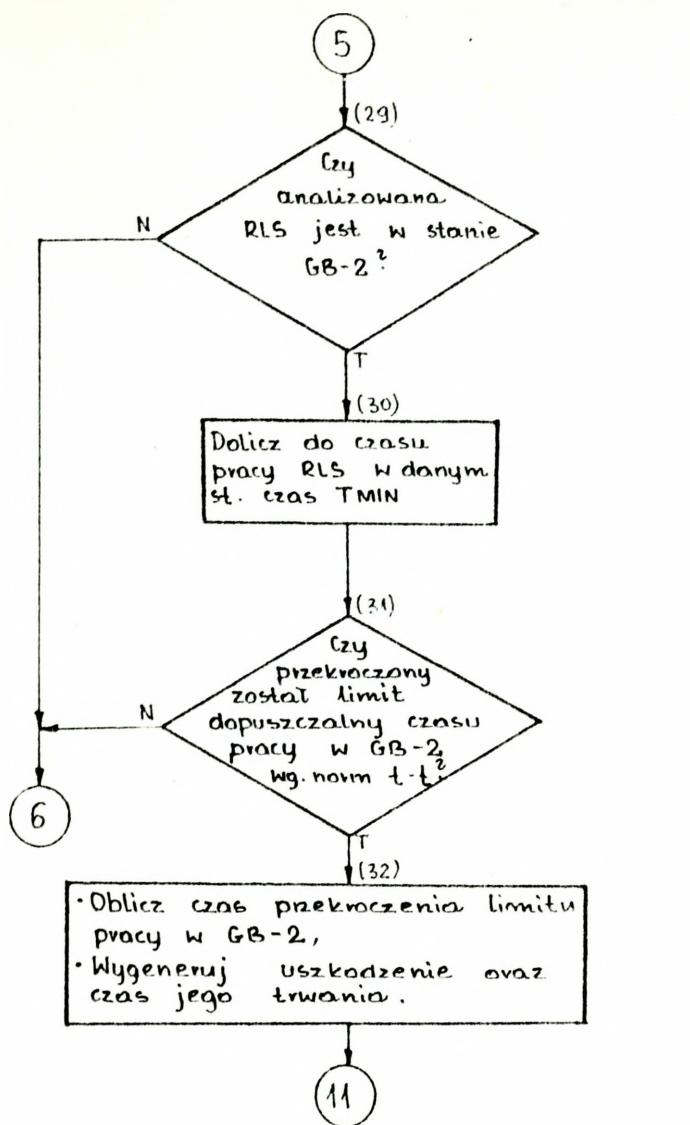 5
(29)
Czy
analizowana
N
RLS jest w stanie
GB-2?
T
(30)
Dolicz do czasu
pracy RLS w danym
st. czas TMIN
(31)
Czy
przekroczony
został limit
N
dopuszczalny czasu
pracy w GB-2,
wg. norm t-t?
6
T
(32)
· Oblicz czas przekroczenia limitu
pracy w GB-2,
· Wygeneruj uszkodzenie oraz
czas jego trwania.
11